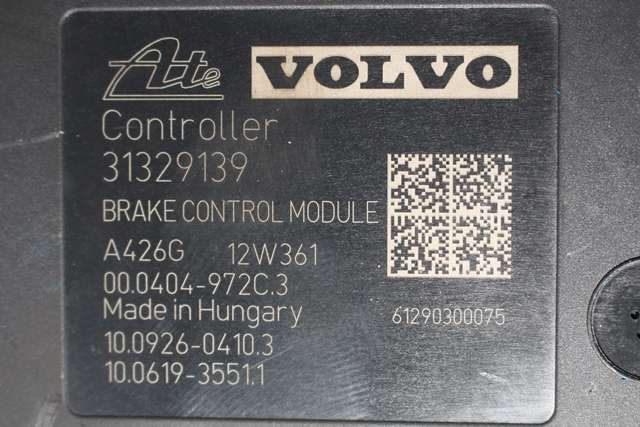 Ate VOLVO
Controller
31329139
BRAKE CONTROL MODULE
A426G 12W361
00.0404-972C.3
Made in Hungary
61290300075
10.0926-0410.3
10.0619-3551.1